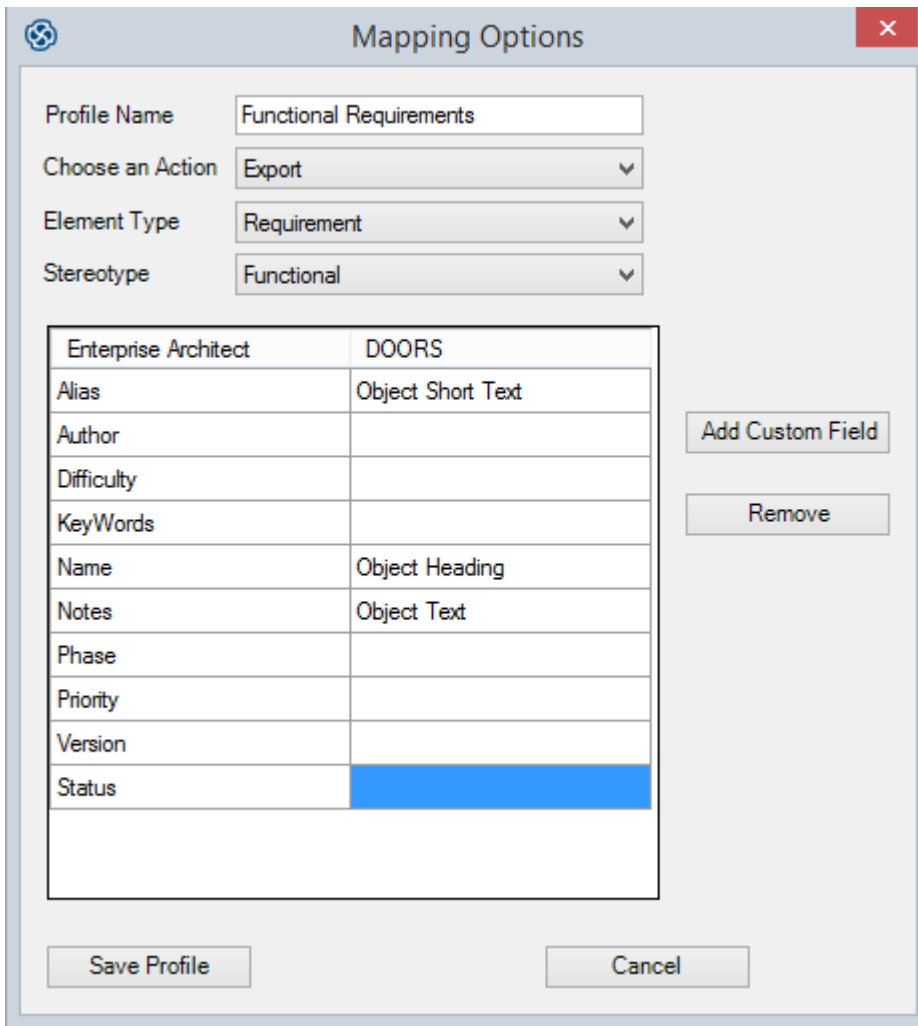 Mapping Options
Profile Name Functional Requirements
Choose an Action Export
Element Type Requirement
Stereotype Functional
Enterprise Architect DOORS
Alias Object Short Text
Author
Add Custom Field
Difficulty
KeyWords
Remove
Name Object Heading
Notes Object Text
Phase
Priority
Version
Status
Save Profile Cancel